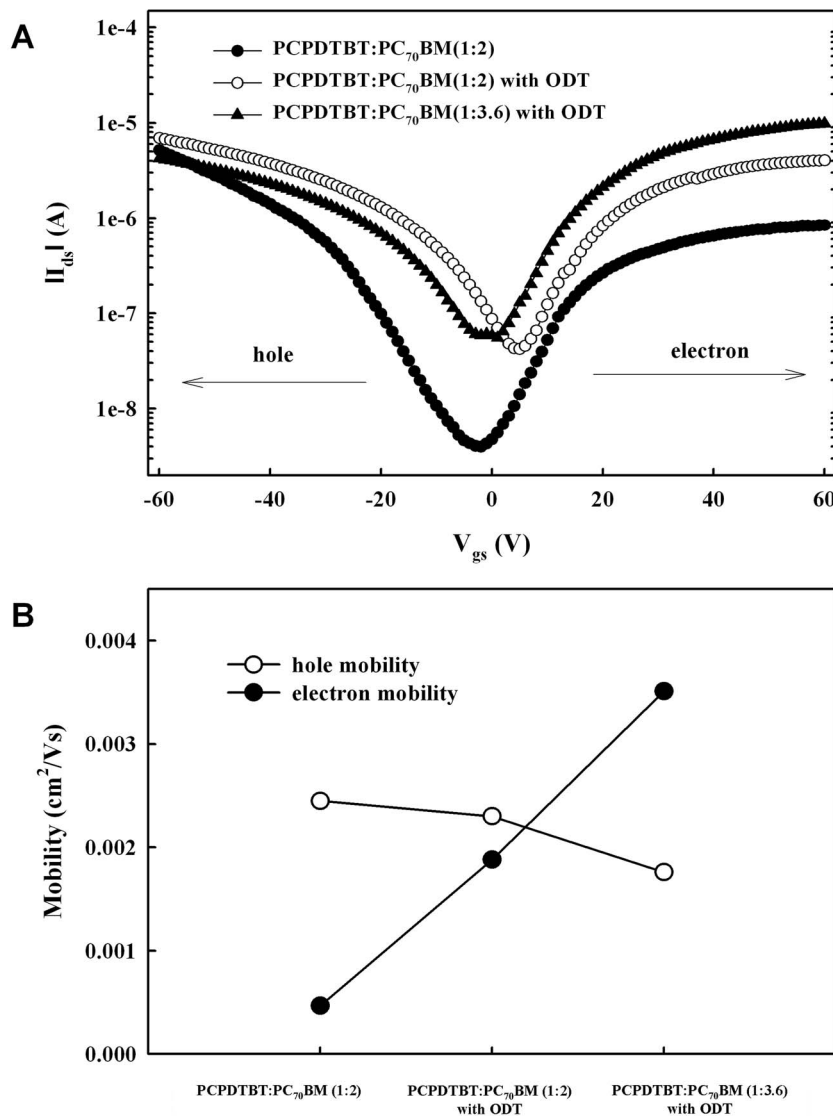 A
1e-4
1e-5
1e-6
1e-7
1e-8
|I_ds| (A)
PCPDTBT:PC₇₀BM(1:2)
PCPDTBT:PC₇₀BM(1:2) with ODT
PCPDTBT:PC₇₀BM(1:3.6) with ODT
hole
electron
-60 -40 -20 0 20 40 60
V_gs (V)
B
0.004
0.003
0.002
0.001
0.000
Mobility (cm²/Vs)
hole mobility
electron mobility
PCPDTBT:PC₇₀BM (1:2)
PCPDTBT:PC₇₀BM (1:2)
with ODT
PCPDTBT:PC₇₀BM (1:3.6)
with ODT